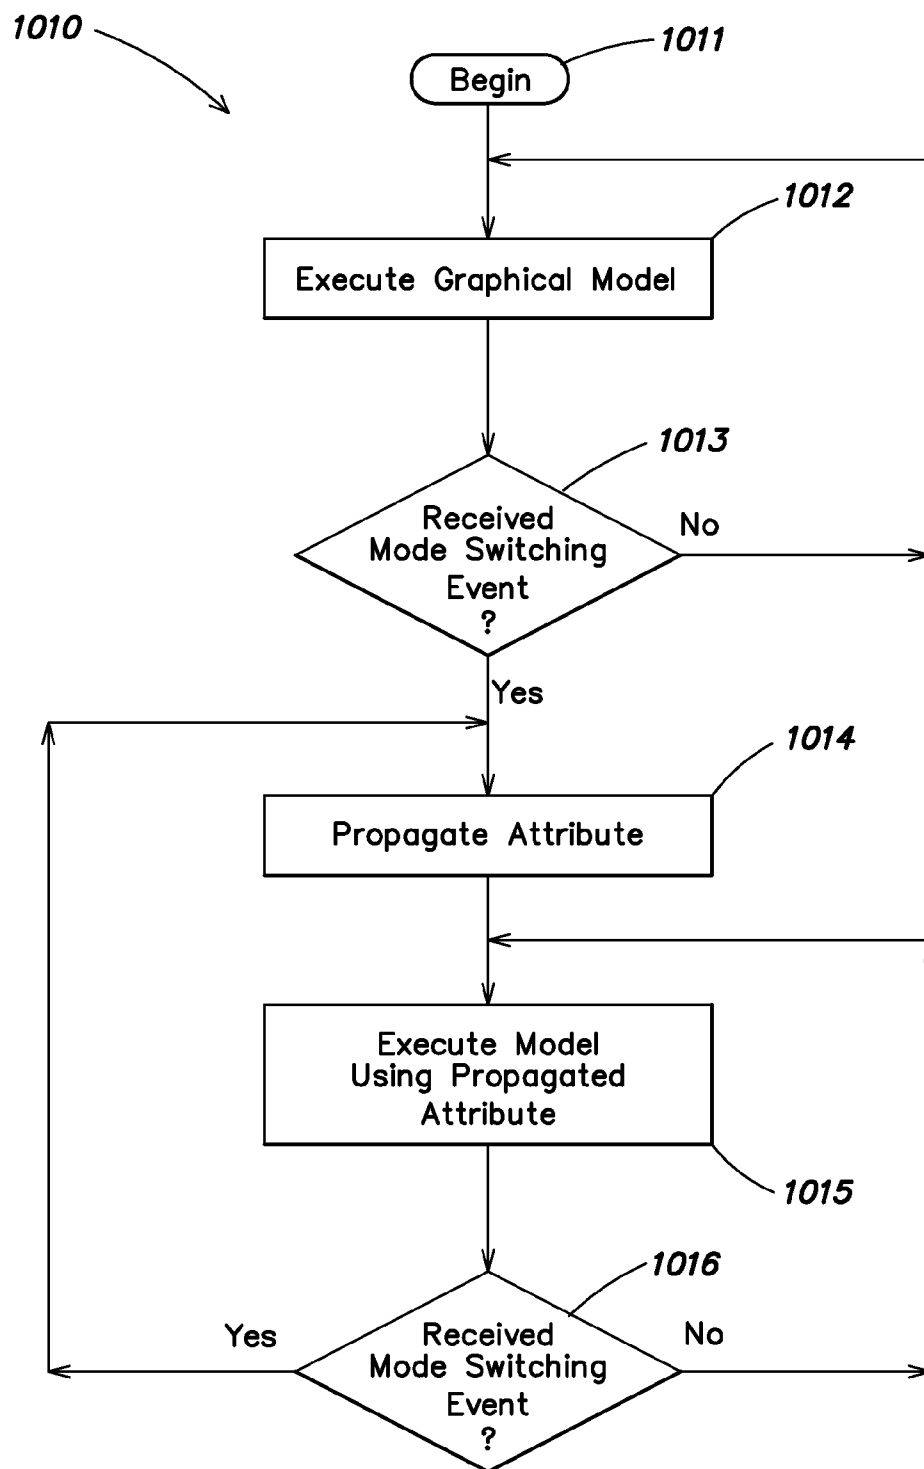 1010
1011
Begin
1012
Execute Graphical Model
1013
Received
Mode Switching
Event
?
No
Yes
1014
Propagate Attribute
Execute Model
Using Propagated
Attribute
1015
1016
Yes
Received
Mode Switching
Event
?
No